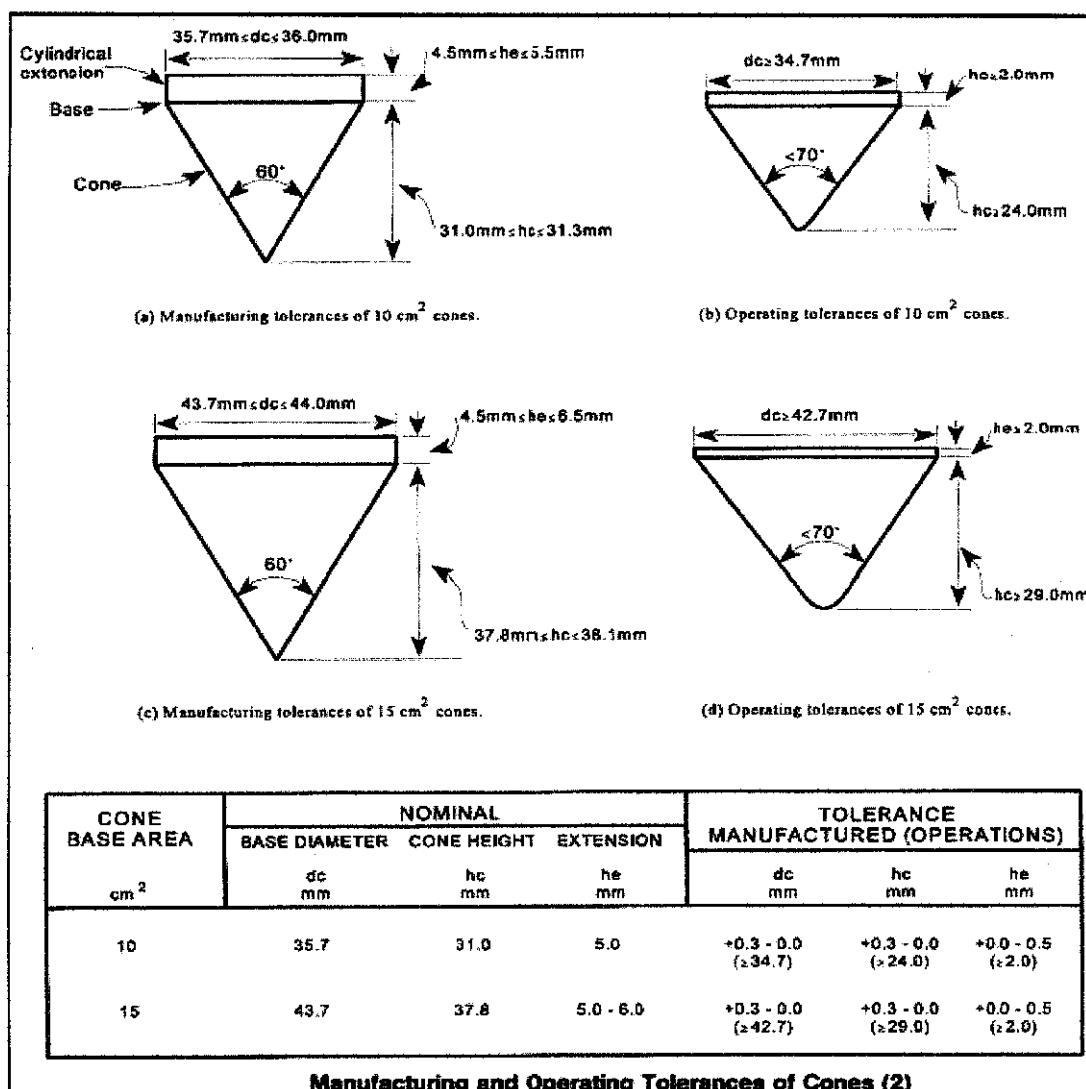 35.7mm≤dc≤36.0mm
4.5mm≤he≤5.5mm
Cylindrical
extension
Base
Cone
60°
31.0mm≤hc≤31.3mm
(a) Manufacturing tolerances of 10 cm² cones.
dc≥34.7mm
he≥2.0mm
<70°
hc≥24.0mm
(b) Operating tolerances of 10 cm² cones.
43.7mm≤dc≤44.0mm
4.5mm≤he≤6.5mm
60°
37.8mm≤hc≤38.1mm
(c) Manufacturing tolerances of 15 cm² cones.
dc≥42.7mm
he≥2.0mm
<70°
hc≥29.0mm
(d) Operating tolerances of 15 cm² cones.
CONE NOMINAL TOLERANCE
BASE AREA BASE DIAMETER CONE HEIGHT EXTENSION MANUFACTURED (OPERATIONS)
dc hc he dc hc he
cm² mm mm mm mm mm mm
10 35.7 31.0 5.0 +0.3 - 0.0 +0.3 - 0.0 +0.0 - 0.5
(≥34.7) (≥24.0) (≥2.0)
15 43.7 37.8 5.0 - 6.0 +0.3 - 0.0 +0.3 - 0.0 +0.0 - 0.5
(≥42.7) (≥29.0) (≥2.0)
Manufacturing and Operating Tolerances of Cones (2)